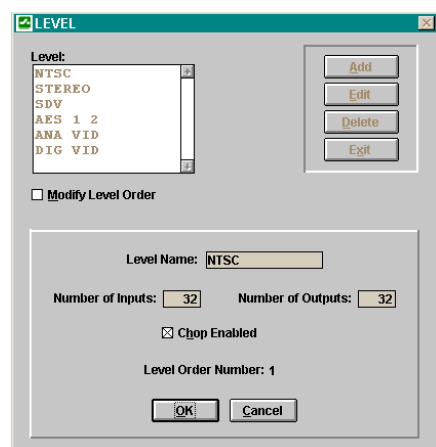 LEVEL
Level:
NTSC
STEREO
SDV
AES 1 2
ANA VID
DIG VID
Add
Edit
Delete
Exit
Modify Level Order
Level Name: NTSC
Number of Inputs: 32 Number of Outputs: 32
Chop Enabled
Level Order Number: 1
OK Cancel